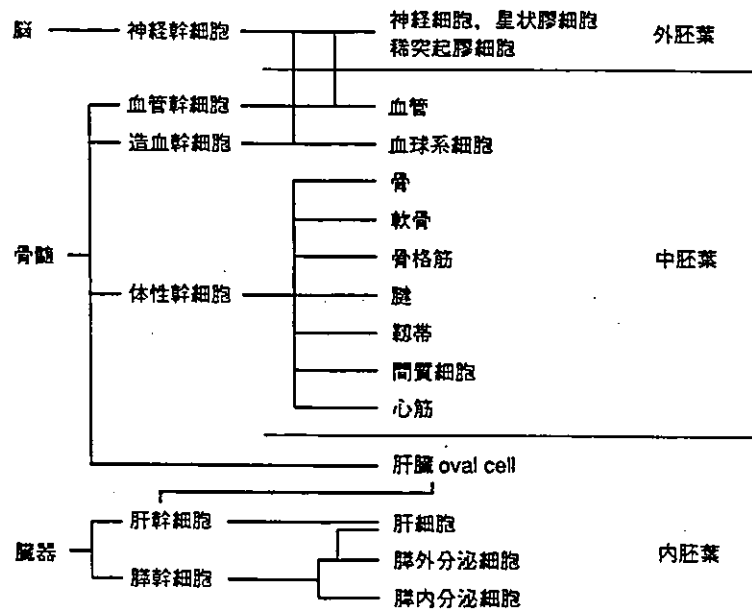 脳 神経幹細胞 神経細胞，星状膠細胞 外胚葉
稀突起膠細胞
血管幹細胞 血管
造血幹細胞 血球系細胞
骨
軟骨
骨髄 骨格筋 中胚葉
体性幹細胞 腱
靱帯
間質細胞
心筋
肝臓 oval cell
肝幹細胞 肝細胞
臓器 膵外分泌細胞 内胚葉
膵幹細胞
膵内分泌細胞